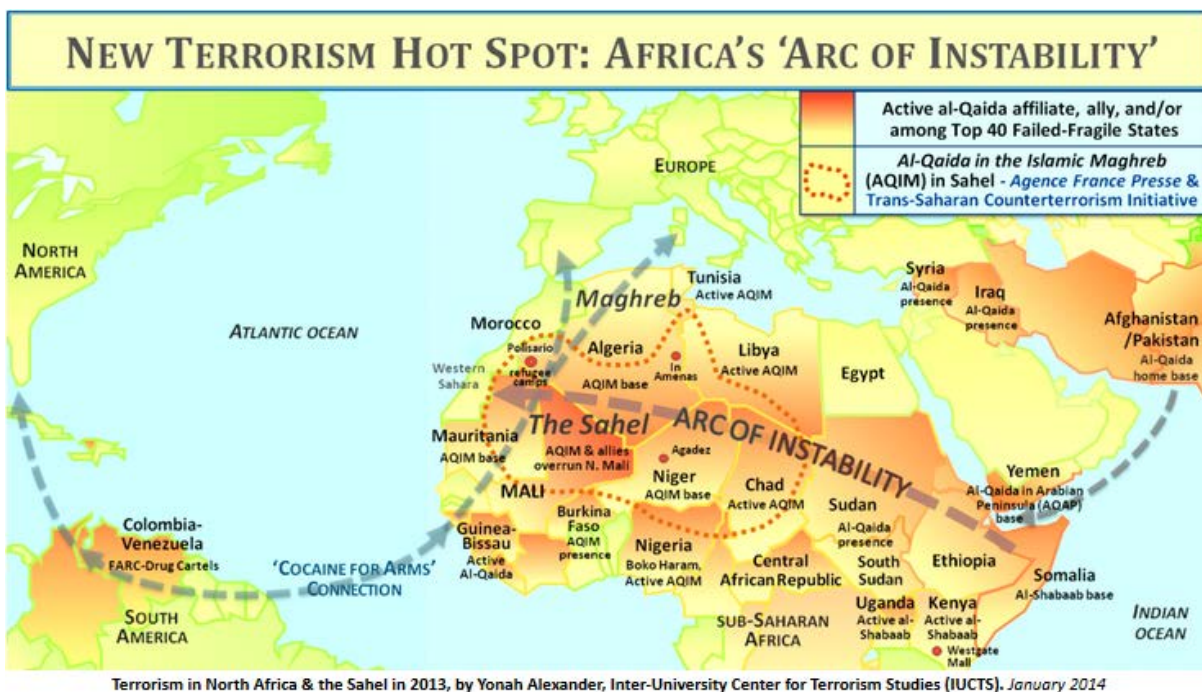 NEW TERRORISM HOT SPOT: AFRICA'S 'ARC OF INSTABILITY'
Active al-Qaida affiliate, ally, and/or
among Top 40 Failed-Fragile States
Al-Qaida in the Islamic Maghreb
(AQIM) in Sahel - Agence France Presse &
Trans-Saharan Counterterrorism Initiative
EUROPE
NORTH
AMERICA
ATLANTIC OCEAN
Tunisia
Active AQIM
Maghreb
Morocco
Polisario
refugee
camps
Western
Sahara
Algeria
AQIM base
In
Amenas
Libya
Active AQIM
Egypt
Syria
Al-Qaida
presence
Iraq
Al-Qaida
presence
Afghanistan
/Pakistan
Al-Qaida
home base
The Sahel
ARC OF INSTABILITY
Mauritania
AQIM base
AQIM & allies
overrun N. Mali
MALI
Agadez
Niger
AQIM base
Chad
Active AQIM
Sudan
Al-Qaida
presence
Yemen
Al-Qaida in Arabian
Peninsula (AQAP)
base
Colombia-
Venezuela
FARC-Drug Cartels
'COCAINE FOR ARMS'
CONNECTION
SOUTH
AMERICA
Guinea-
Bissau
Active
Al-Qaida
Burkina
Faso
AQIM
presence
Nigeria
Boko Haram,
Active AQIM
Central
African Republic
South
Sudan
Ethiopia
Somalia
Al-Shabaab base
Uganda
Active al-
Shabaab
Kenya
Active al-
Shabaab
Westgate
Mall
SUB-SAHARAN
AFRICA
INDIAN
OCEAN
Terrorism in North Africa & the Sahel in 2013, by Yonah Alexander, Inter-University Center for Terrorism Studies (IUCTS). January 2014